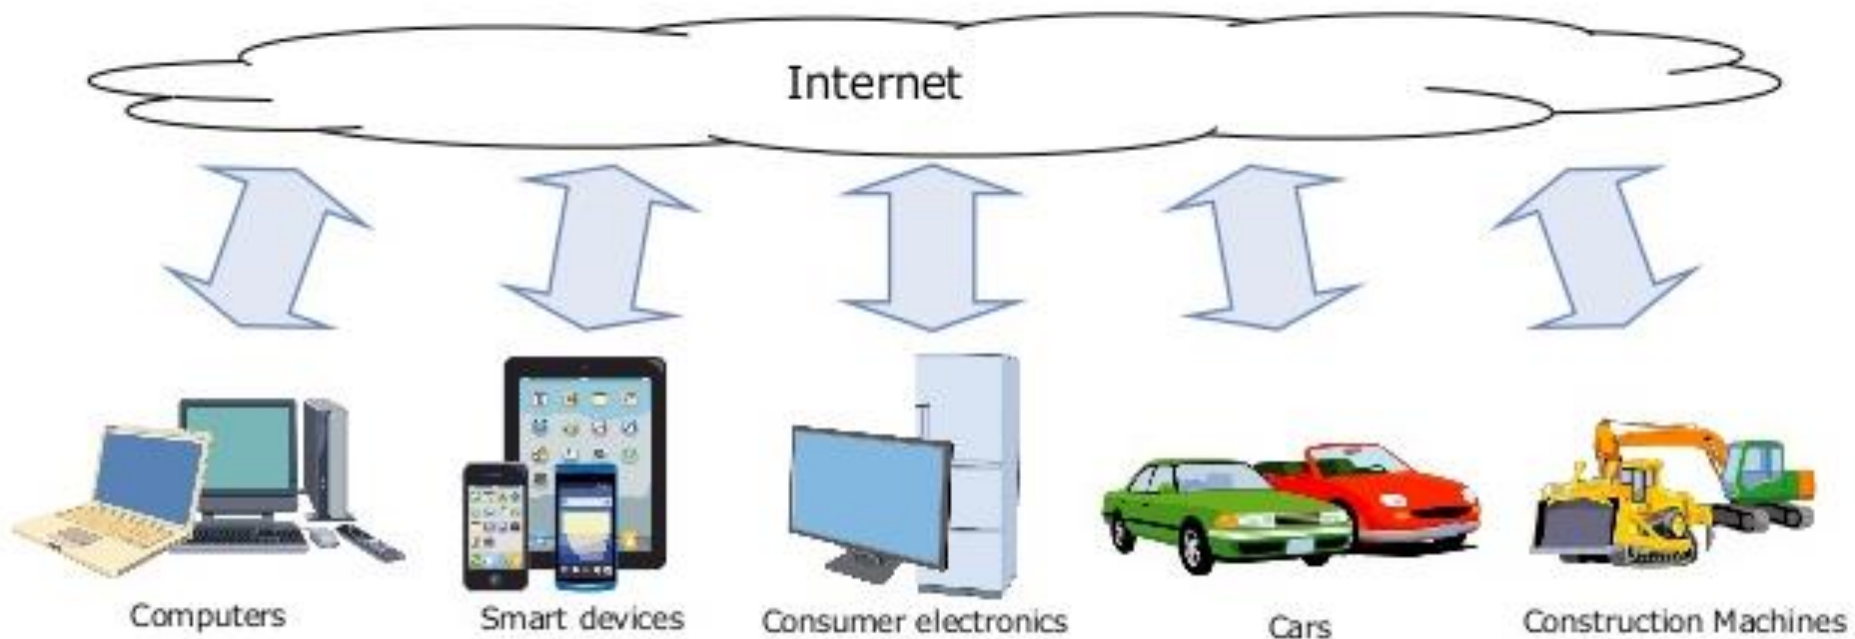 Internet
Computers
Smart devices
Consumer electronics
Cars
Construction Machines